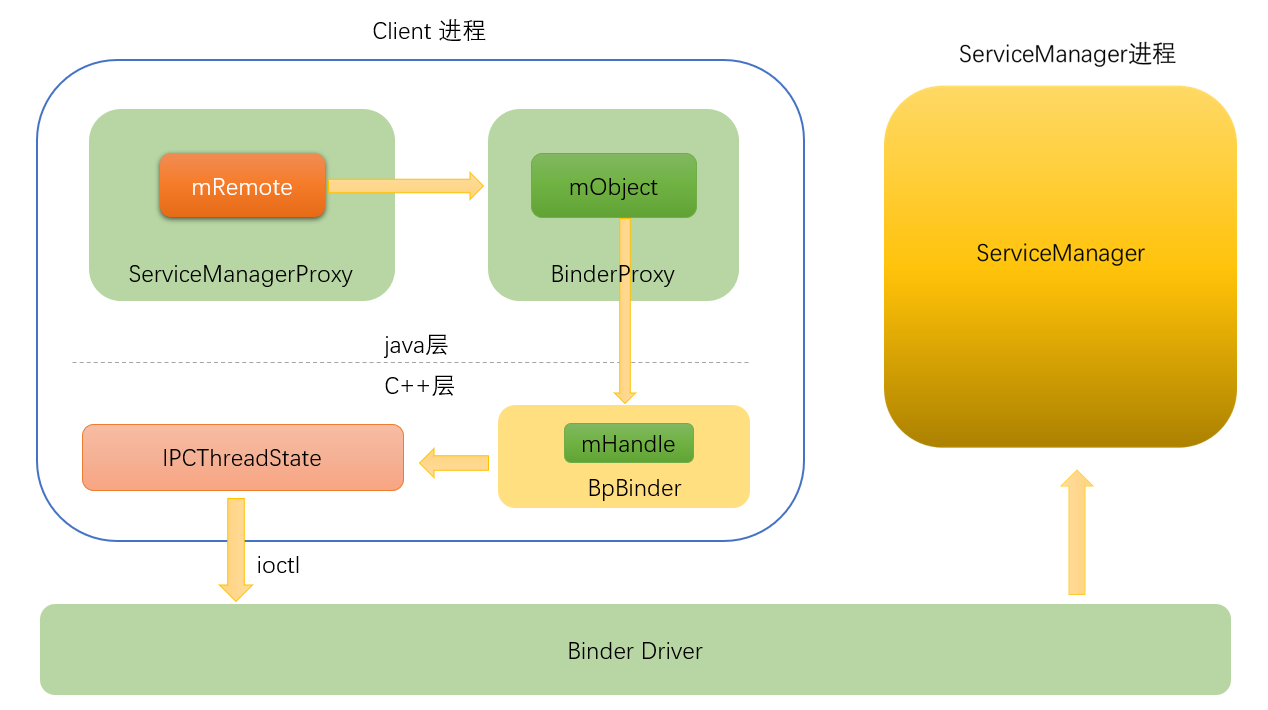 Client 进程
ServiceManager进程
mRemote
mObject
ServiceManager
ServiceManagerProxy
BinderProxy
java层
C++层
mHandle
IPCThreadState
BpBinder
ioctl
Binder Driver